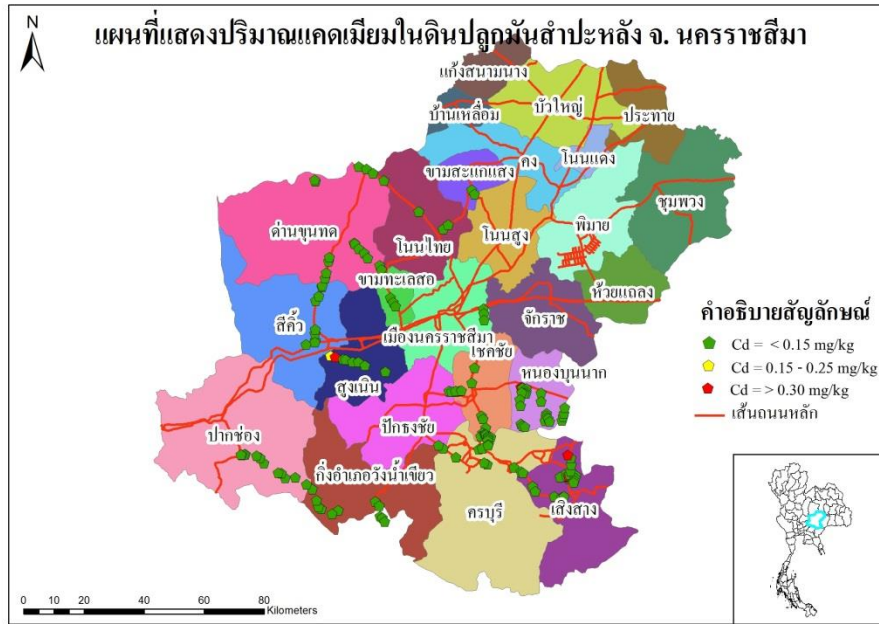 แผนที่แสดงปริมาณแคดเมียมในดินปลูกมันสำปะหลัง จ. นครราชสีมา
N
แก้งสนามนาง
บัวใหญ่
บ้านเหลื่อม
ประทาย
คง
โนนแดง
ขามสะแกแสง
ชุมพวง
ด่านขุนทด
โนนไทย
โนนสูง
พิมาย
ขามทะเลสอ
ห้วยแถลง
สีคิ้ว
เมืองนครราชสีมา
จักราช
โชคชัย
สูงเนิน
หนองบุนนาก
ปากช่อง
ปักธงชัย
กิ่งอำเภอวังน้ำเขียว
ครบุรี
เสิงสาง
คำอธิบายสัญลักษณ์
Cd = < 0.15 mg/kg
Cd = 0.15 - 0.25 mg/kg
Cd = > 0.30 mg/kg
เส้นถนนหลัก
0 5 10 20 30 40 60 80
Kilometers